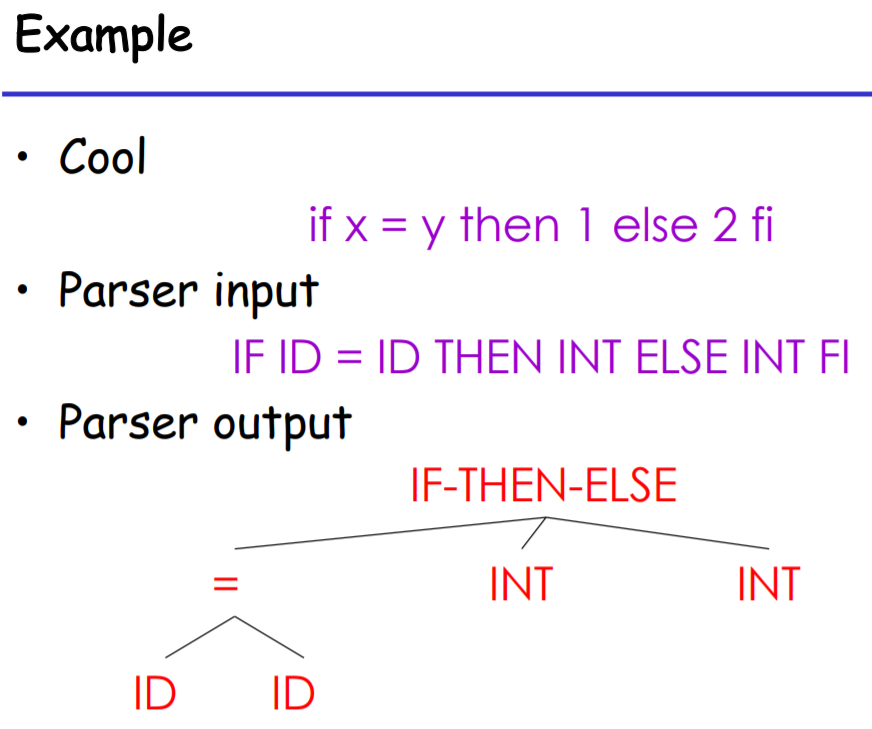 Example
• Cool
if x = y then 1 else 2 fi
• Parser input
IF ID = ID THEN INT ELSE INT FI
• Parser output
IF-THEN-ELSE
= INT INT
ID ID